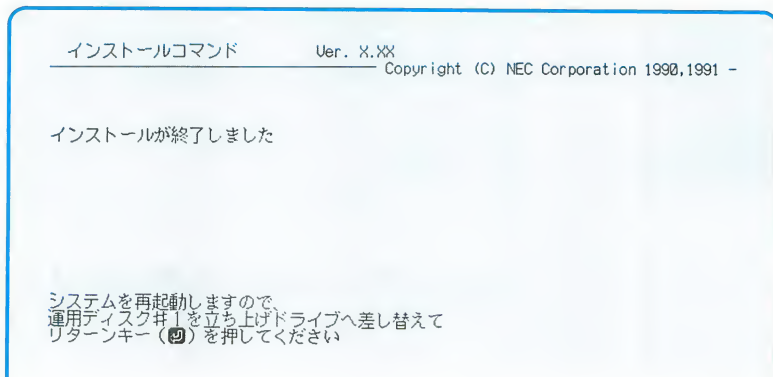 インストールコマンド Ver. X.XX
Copyright (C) NEC Corporation 1990,1991 -
インストールが終了しました
システムを再起動しますので、
運用ディスク#1を立ち上げドライブへ差し替えて
リターンキー(⏎)を押してください